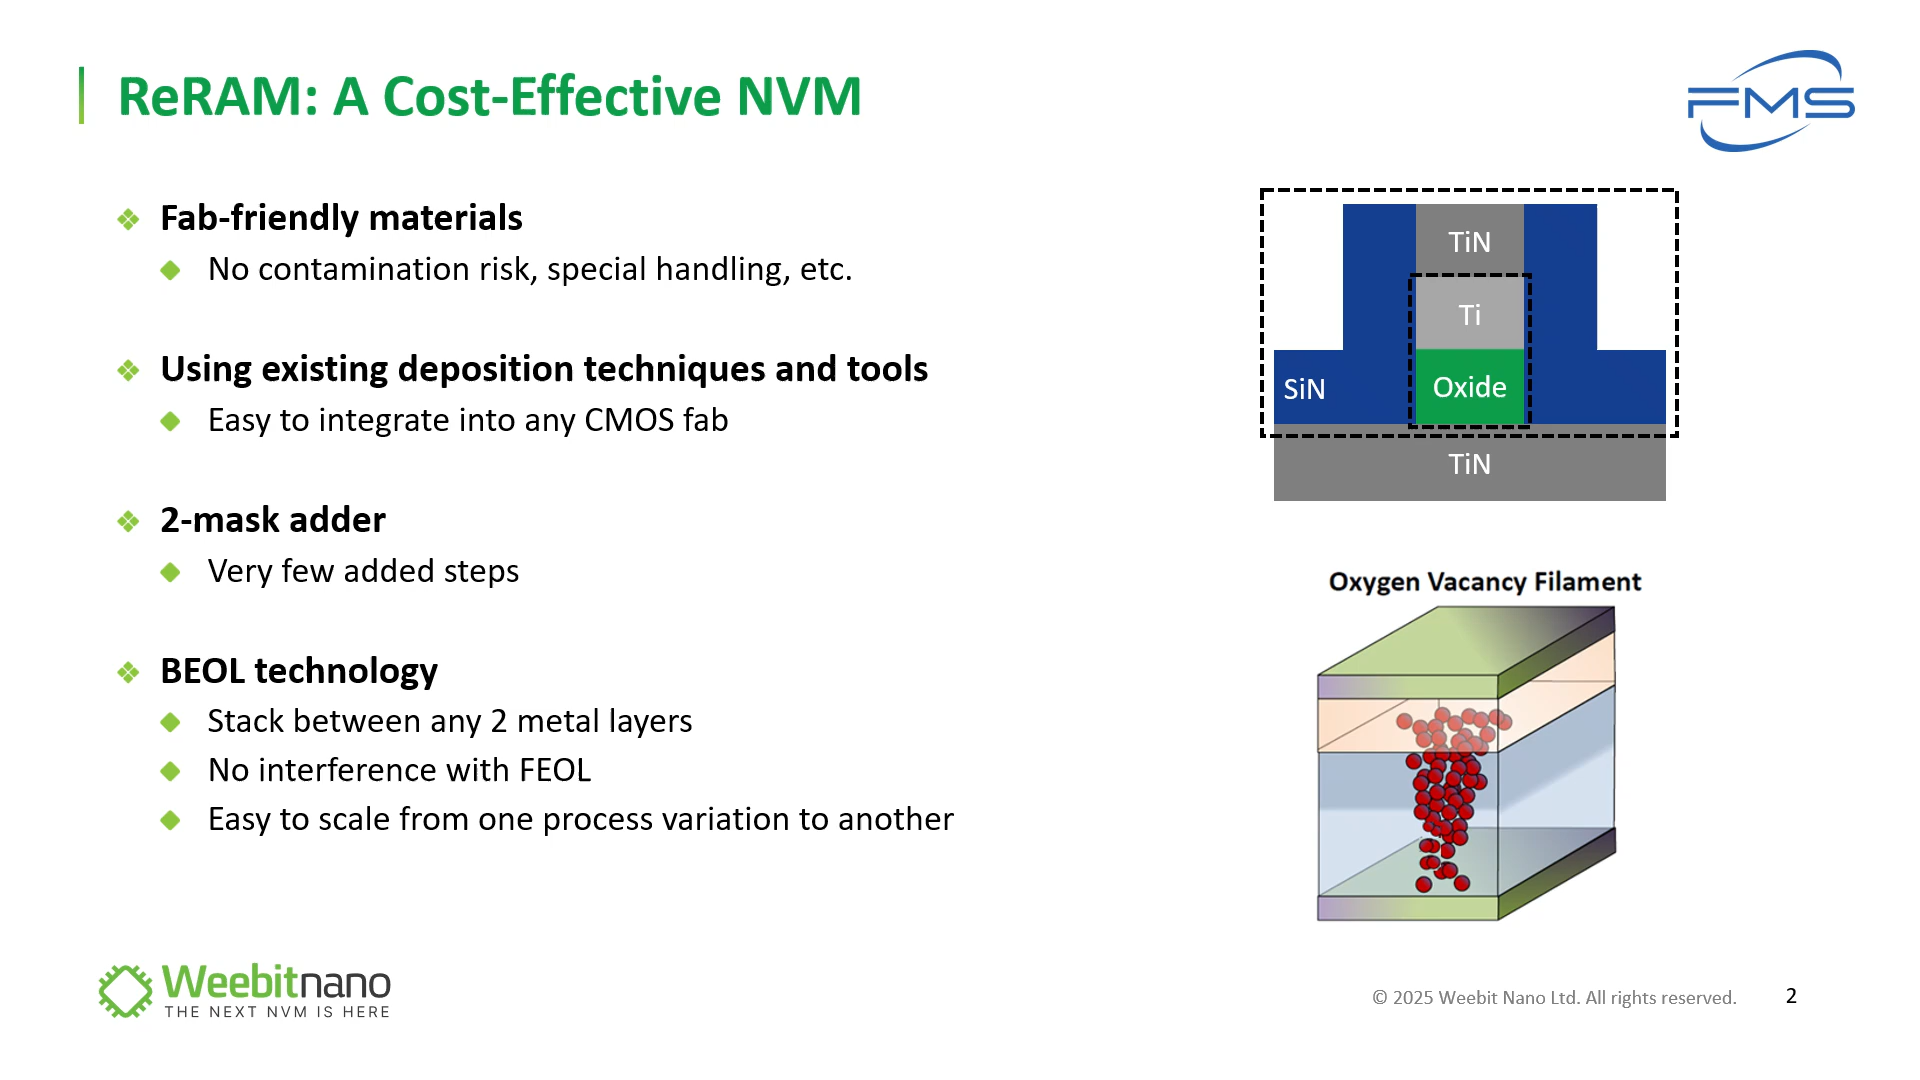 ReRAM: A Cost-Effective NVM
FMS
Fab-friendly materials
No contamination risk, special handling, etc.
Using existing deposition techniques and tools
Easy to integrate into any CMOS fab
2-mask adder
Very few added steps
BEOL technology
Stack between any 2 metal layers
No interference with FEOL
Easy to scale from one process variation to another
TiN
Ti
SiN
Oxide
TiN
Oxygen Vacancy Filament
Weebitnano
THE NEXT NVM IS HERE
© 2025 Weebit Nano Ltd. All rights reserved.
2